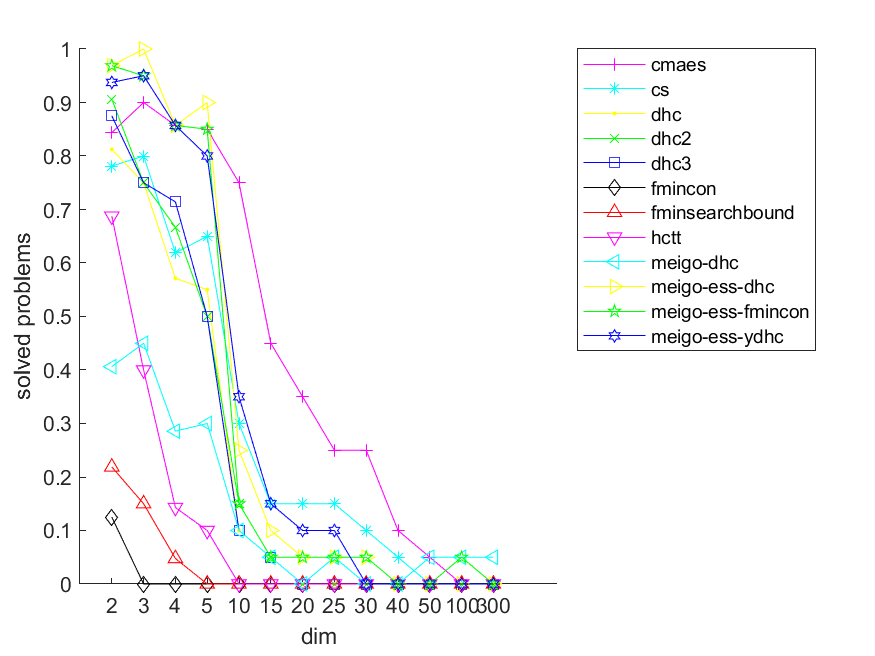 1
0.9
0.8
0.7
0.6
0.5
0.4
0.3
0.2
0.1
0
solved problems
2 3 4 5 10 15 20 25 30 40 50 100 300
dim
cmaes
cs
dhc
dhc2
dhc3
fmincon
fminsearchbound
hctt
meigo-dhc
meigo-ess-dhc
meigo-ess-fmincon
meigo-ess-ydhc